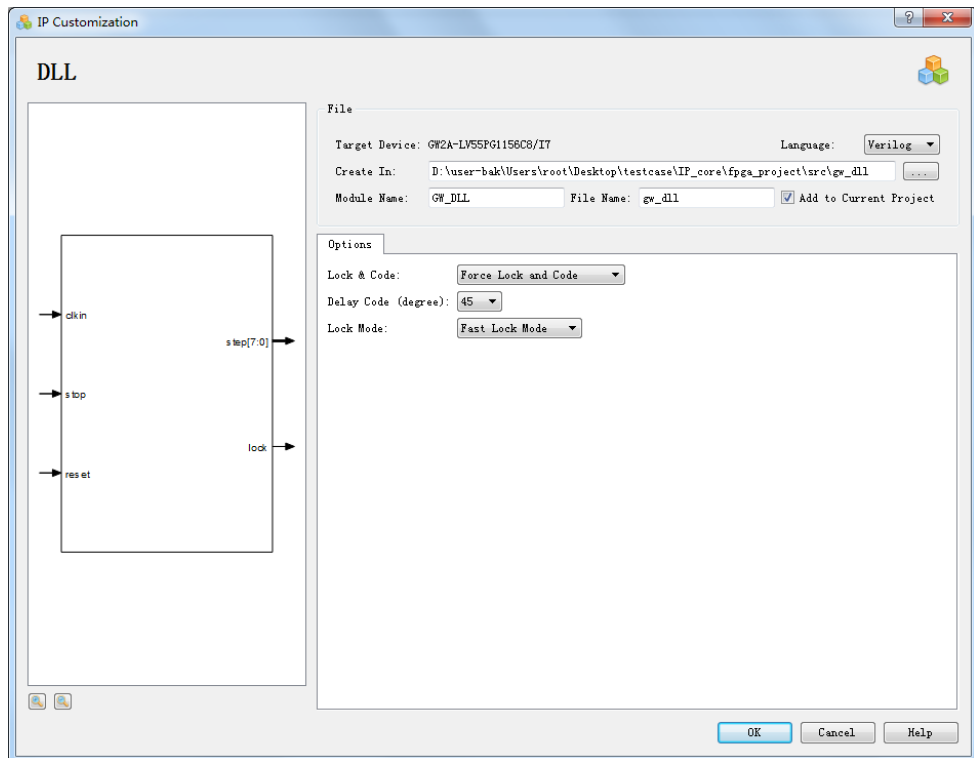 IP Customization
DLL
File
Target Device: GW2A-LV55PG1156C8/I7 Language: Verilog
Create In: D:\user-bak\Users\root\Desktop\testcase\IP_core\fpga_project\src\gw_dll ...
Module Name: GW_DLL File Name: gw_dll Add to Current Project
Options
Lock & Code: Force Lock and Code
Delay Code (degree): 45
Lock Mode: Fast Lock Mode
clkin
step[7:0]
stop
lock
reset
OK Cancel Help